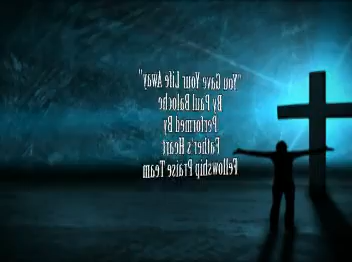 "You Gave Your Life Away"
By Paul Baloche
Performed By
Father's Heart
Fellowship Praise Team